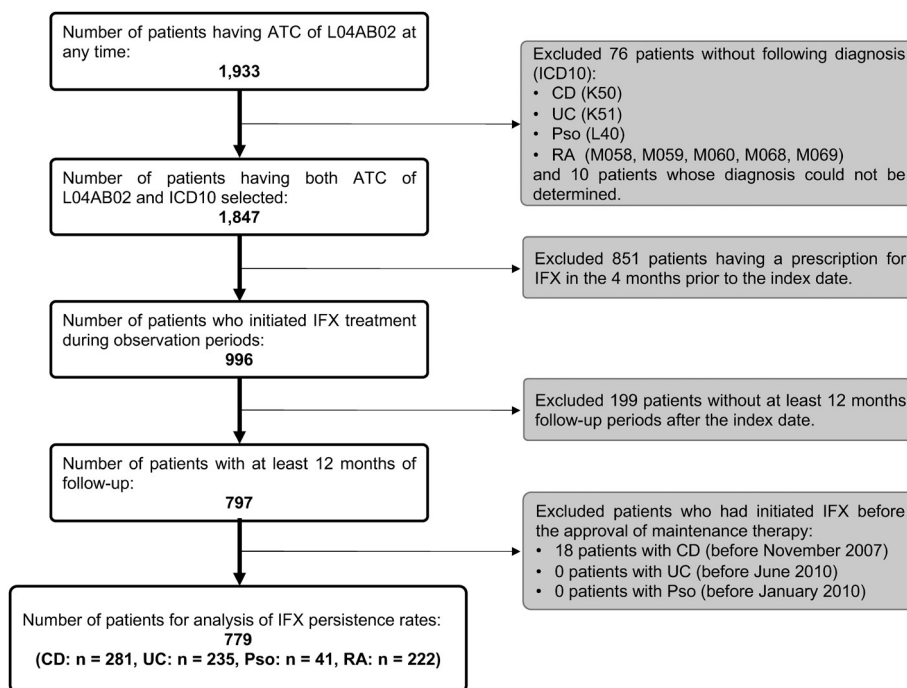 Number of patients having ATC of L04AB02 at
any time:
1,933
Excluded 76 patients without following diagnosis
(ICD10):
• CD (K50)
• UC (K51)
• Pso (L40)
• RA (M058, M059, M060, M068, M069)
and 10 patients whose diagnosis could not be
determined.
Number of patients having both ATC of
L04AB02 and ICD10 selected:
1,847
Excluded 851 patients having a prescription for
IFX in the 4 months prior to the index date.
Number of patients who initiated IFX treatment
during observation periods:
996
Excluded 199 patients without at least 12 months
follow-up periods after the index date.
Number of patients with at least 12 months of
follow-up:
797
Excluded patients who had initiated IFX before
the approval of maintenance therapy:
• 18 patients with CD (before November 2007)
• 0 patients with UC (before June 2010)
• 0 patients with Pso (before January 2010)
Number of patients for analysis of IFX persistence rates:
779
(CD: n = 281, UC: n = 235, Pso: n = 41, RA: n = 222)